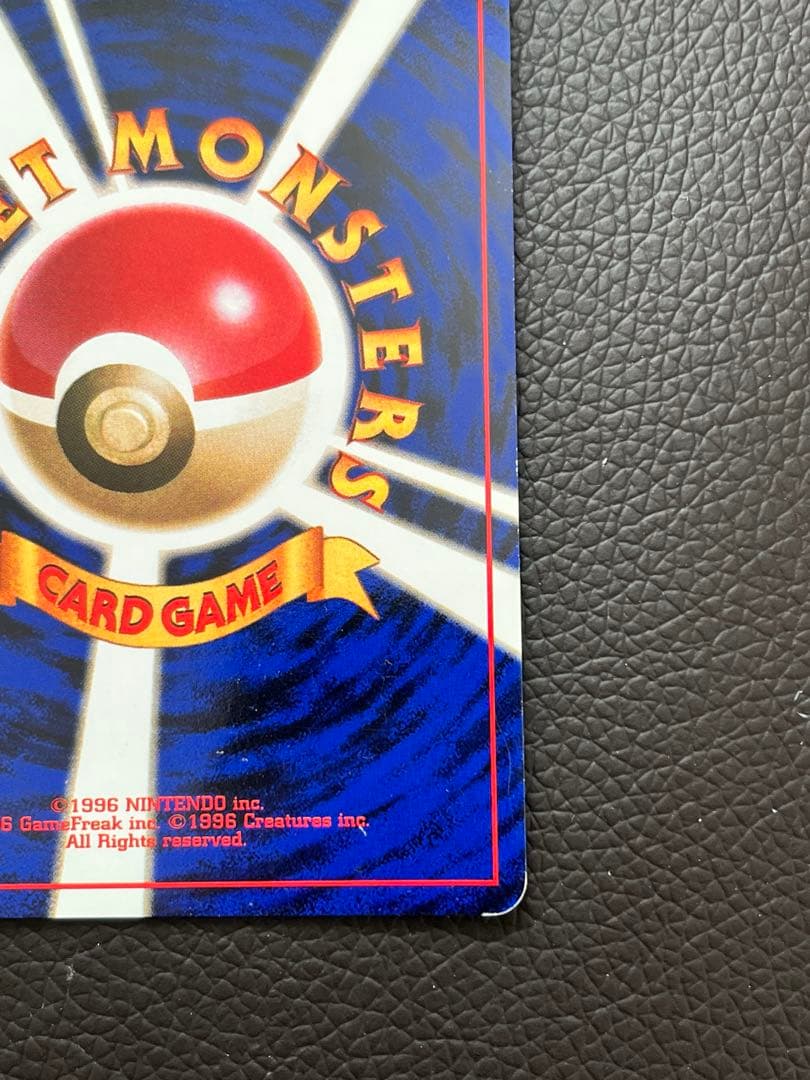 ET MONSTERS
CARD GAME
©1996 NINTENDO inc.
6 GameFreak inc. ©1996 Creatures inc.
All Rights reserved.